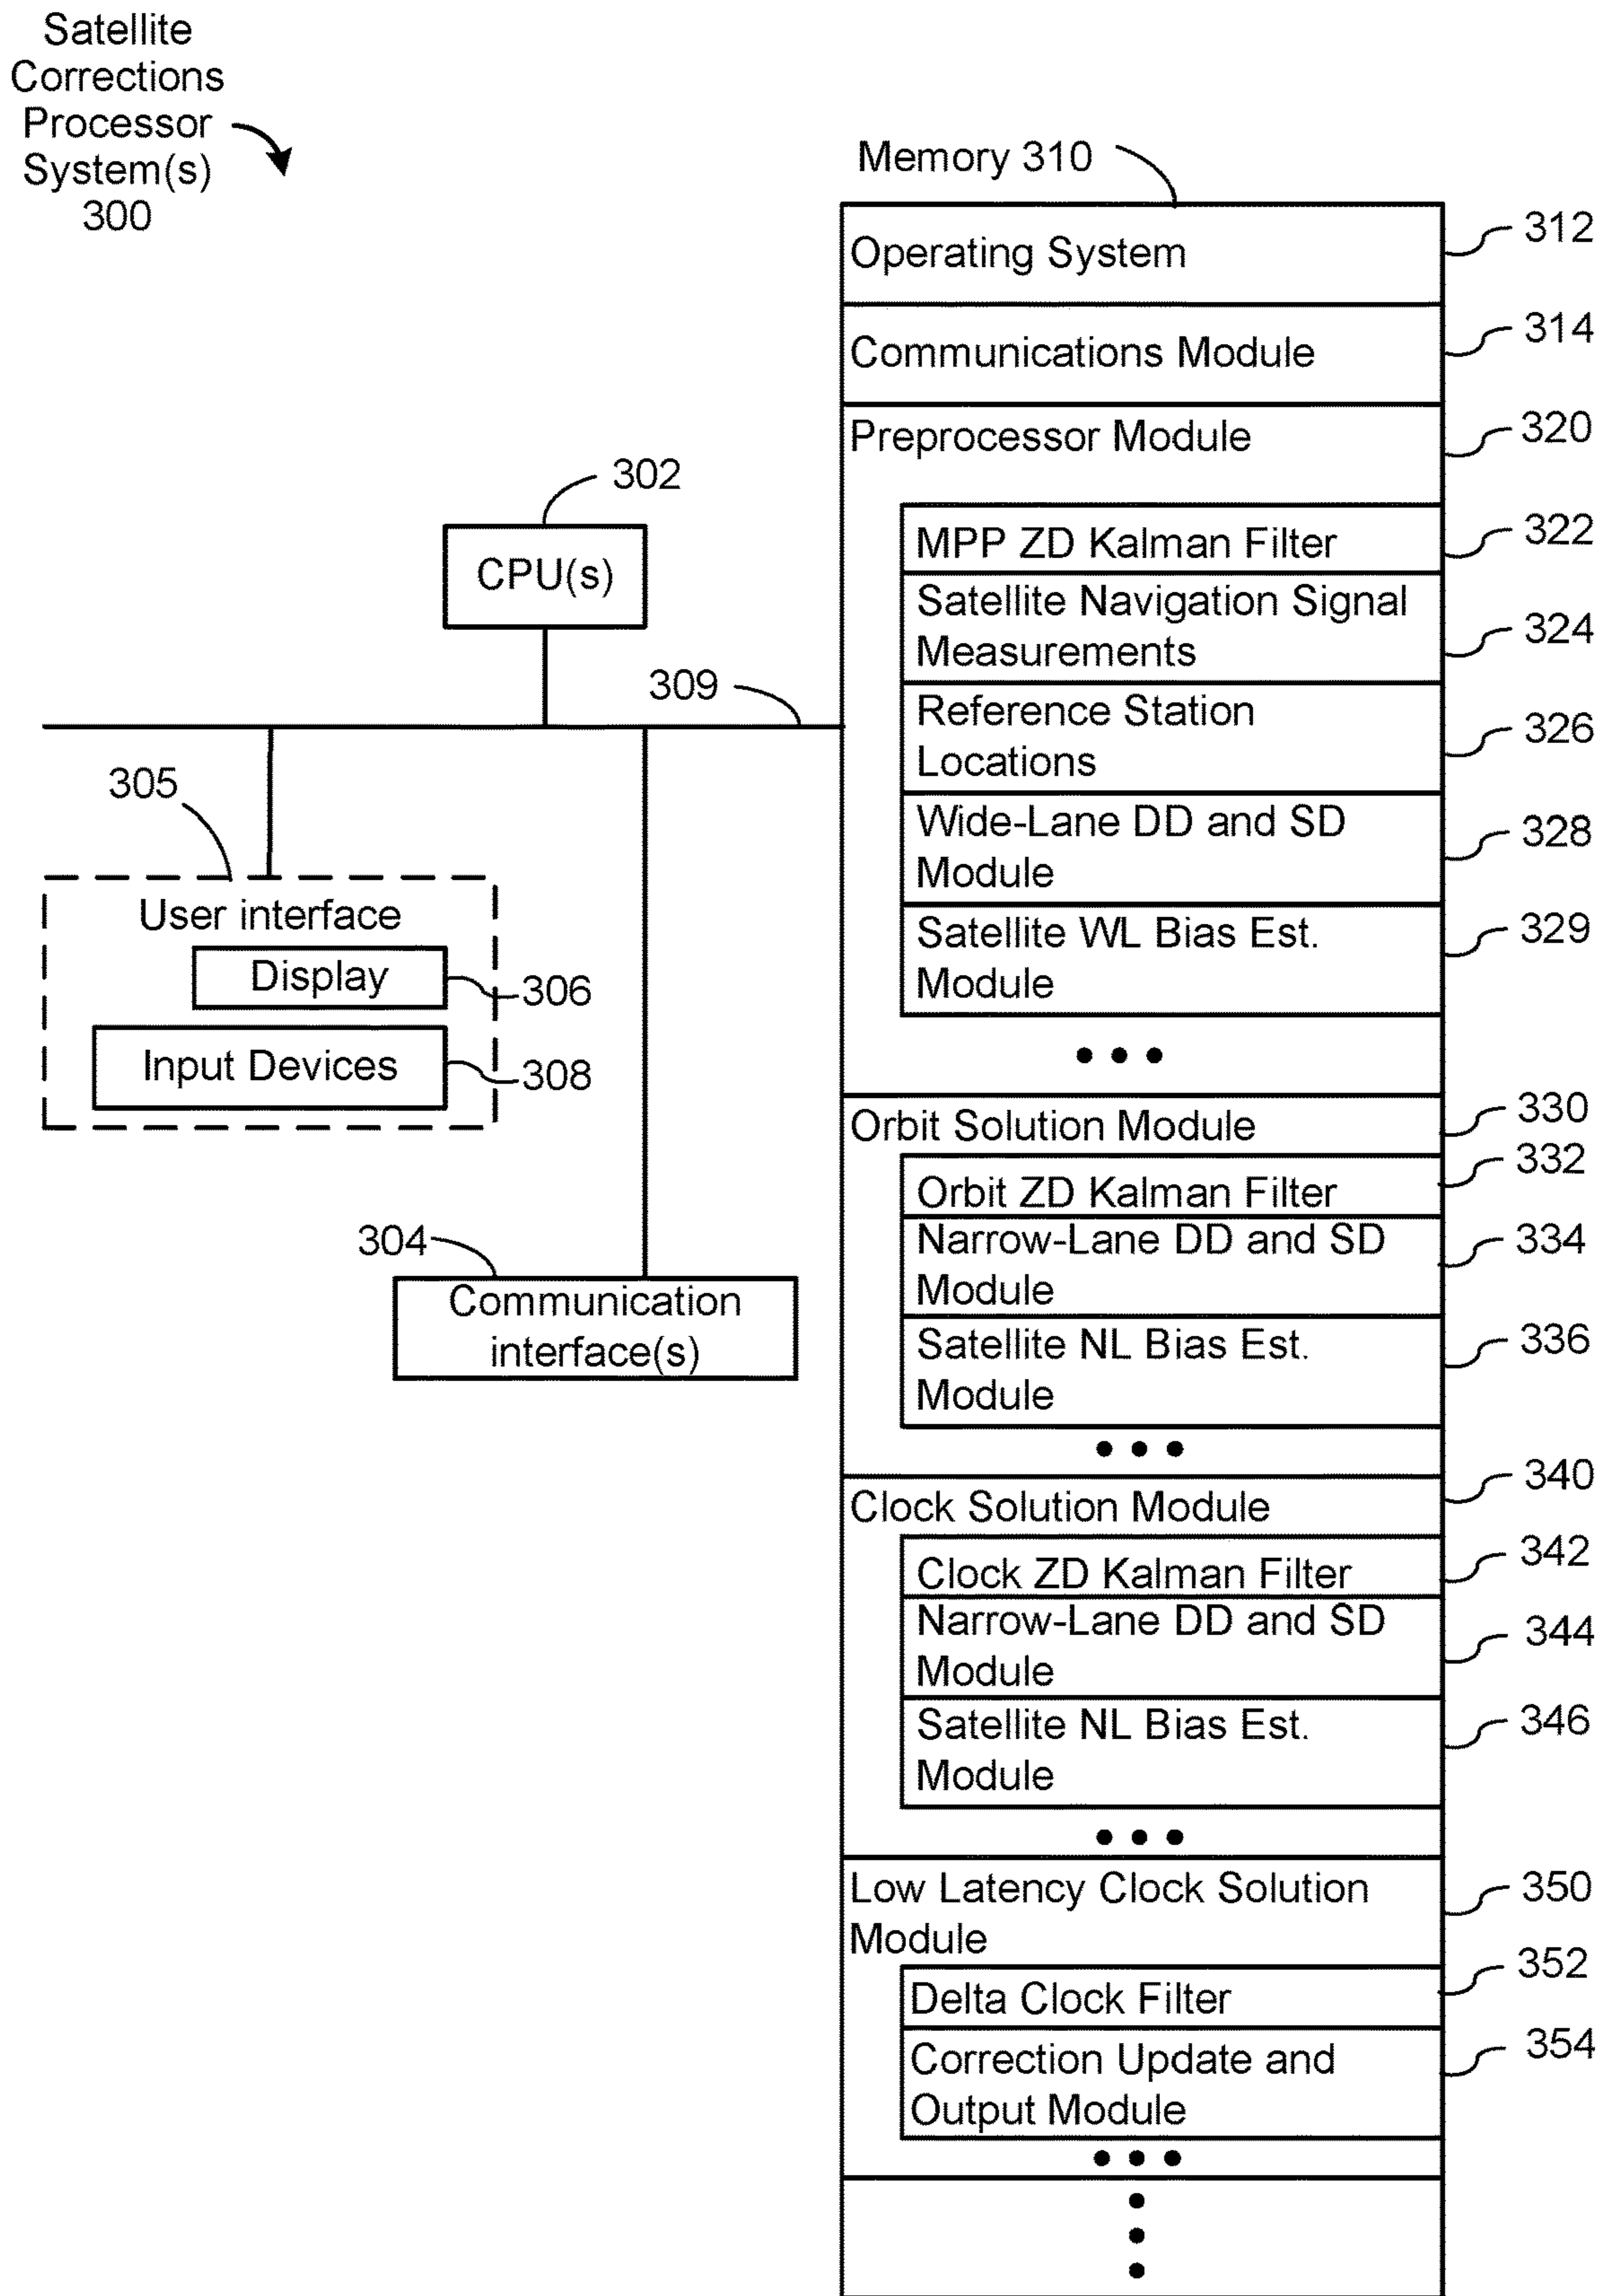 Satellite
Corrections
Processor
System(s)
300
Memory 310
Operating System
312
Communications Module
314
Preprocessor Module
320
MPP ZD Kalman Filter
322
Satellite Navigation Signal
Measurements
324
Reference Station
Locations
326
Wide-Lane DD and SD
Module
328
Satellite WL Bias Est.
Module
329
Orbit Solution Module
330
Orbit ZD Kalman Filter
332
Narrow-Lane DD and SD
Module
334
Satellite NL Bias Est.
Module
336
Clock Solution Module
340
Clock ZD Kalman Filter
342
Narrow-Lane DD and SD
Module
344
Satellite NL Bias Est.
Module
346
Low Latency Clock Solution
Module
350
Delta Clock Filter
352
Correction Update and
Output Module
354
302
CPU(s)
309
305
User interface
Display
306
Input Devices
308
304
Communication
interface(s)